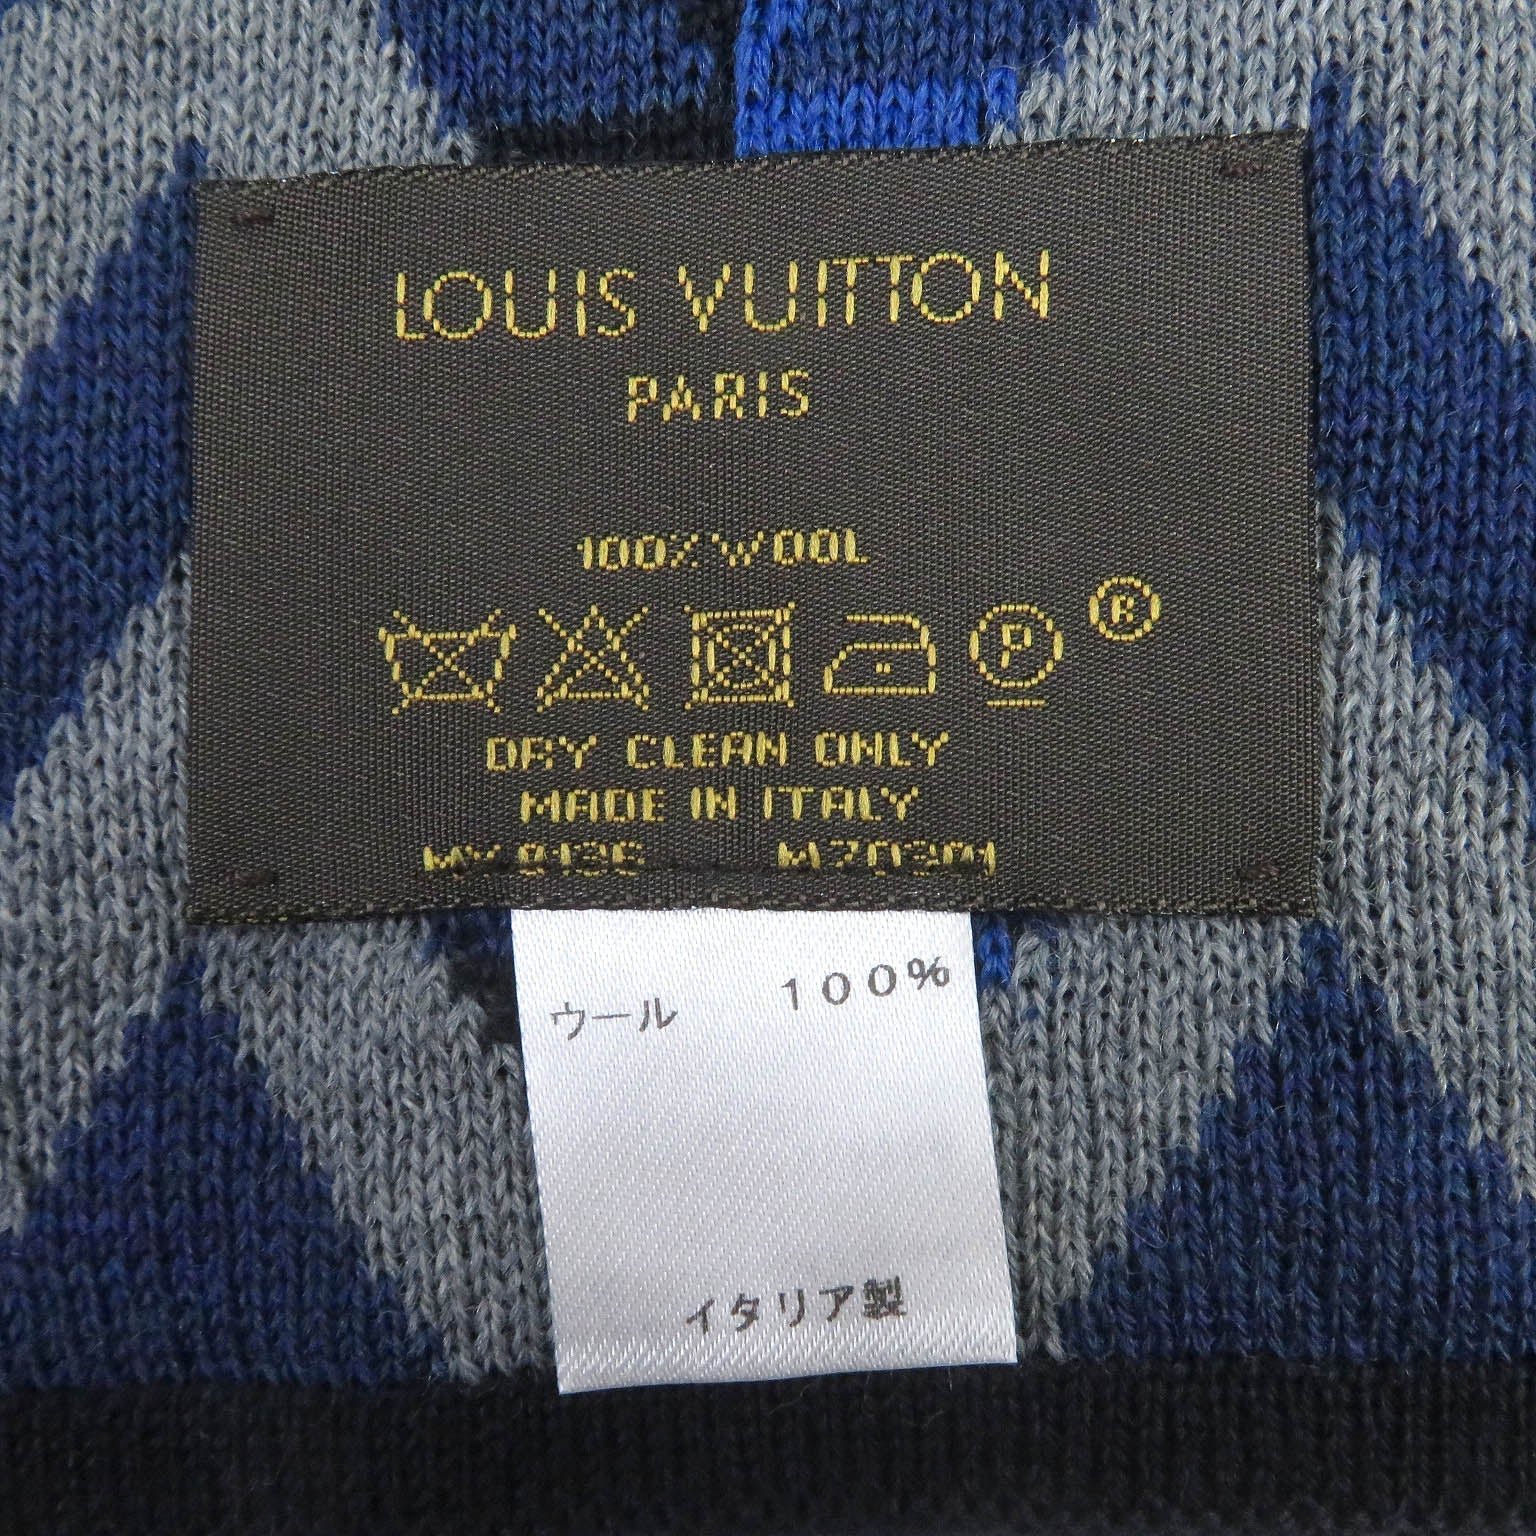 LOUIS VUITTON
PARIS
100% WOOL
P ®
DRY CLEAN ONLY
MADE IN ITALY
M70301
ウール 100%
イタリア製